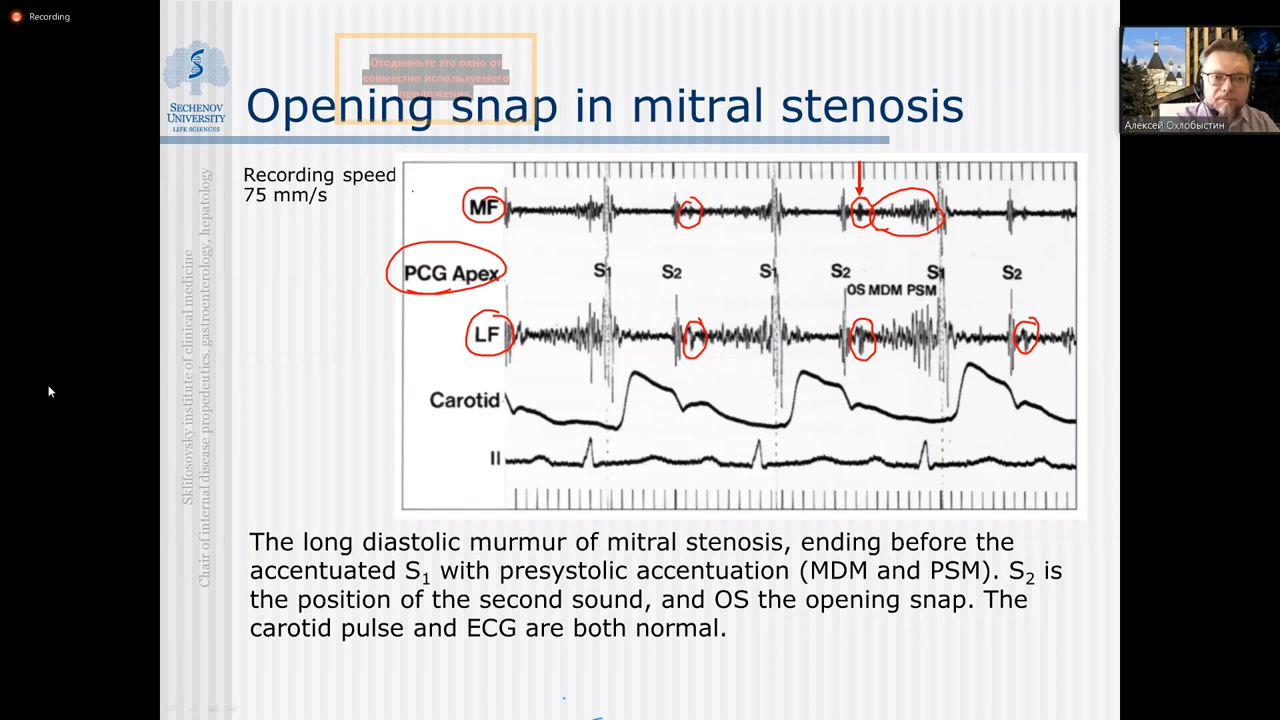 Recording
Отодвиньте это окно от
совместно используемого
приложения.
SECHENOV
UNIVERSITY
LIFE SCIENCES
Opening snap in mitral stenosis
Алексей Охлобыстин
Sklifosovsky institute of clinical medicine
Chair of internal disease propedeutics, gastroenterology, hepatology
Recording speed
75 mm/s
MF
PCG Apex
S1 S2 S1 S2 S1 S2
OS MDM PSM
LF
Carotid
II
The long diastolic murmur of mitral stenosis, ending before the
accentuated S1 with presystolic accentuation (MDM and PSM). S2 is
the position of the second sound, and OS the opening snap. The
carotid pulse and ECG are both normal.